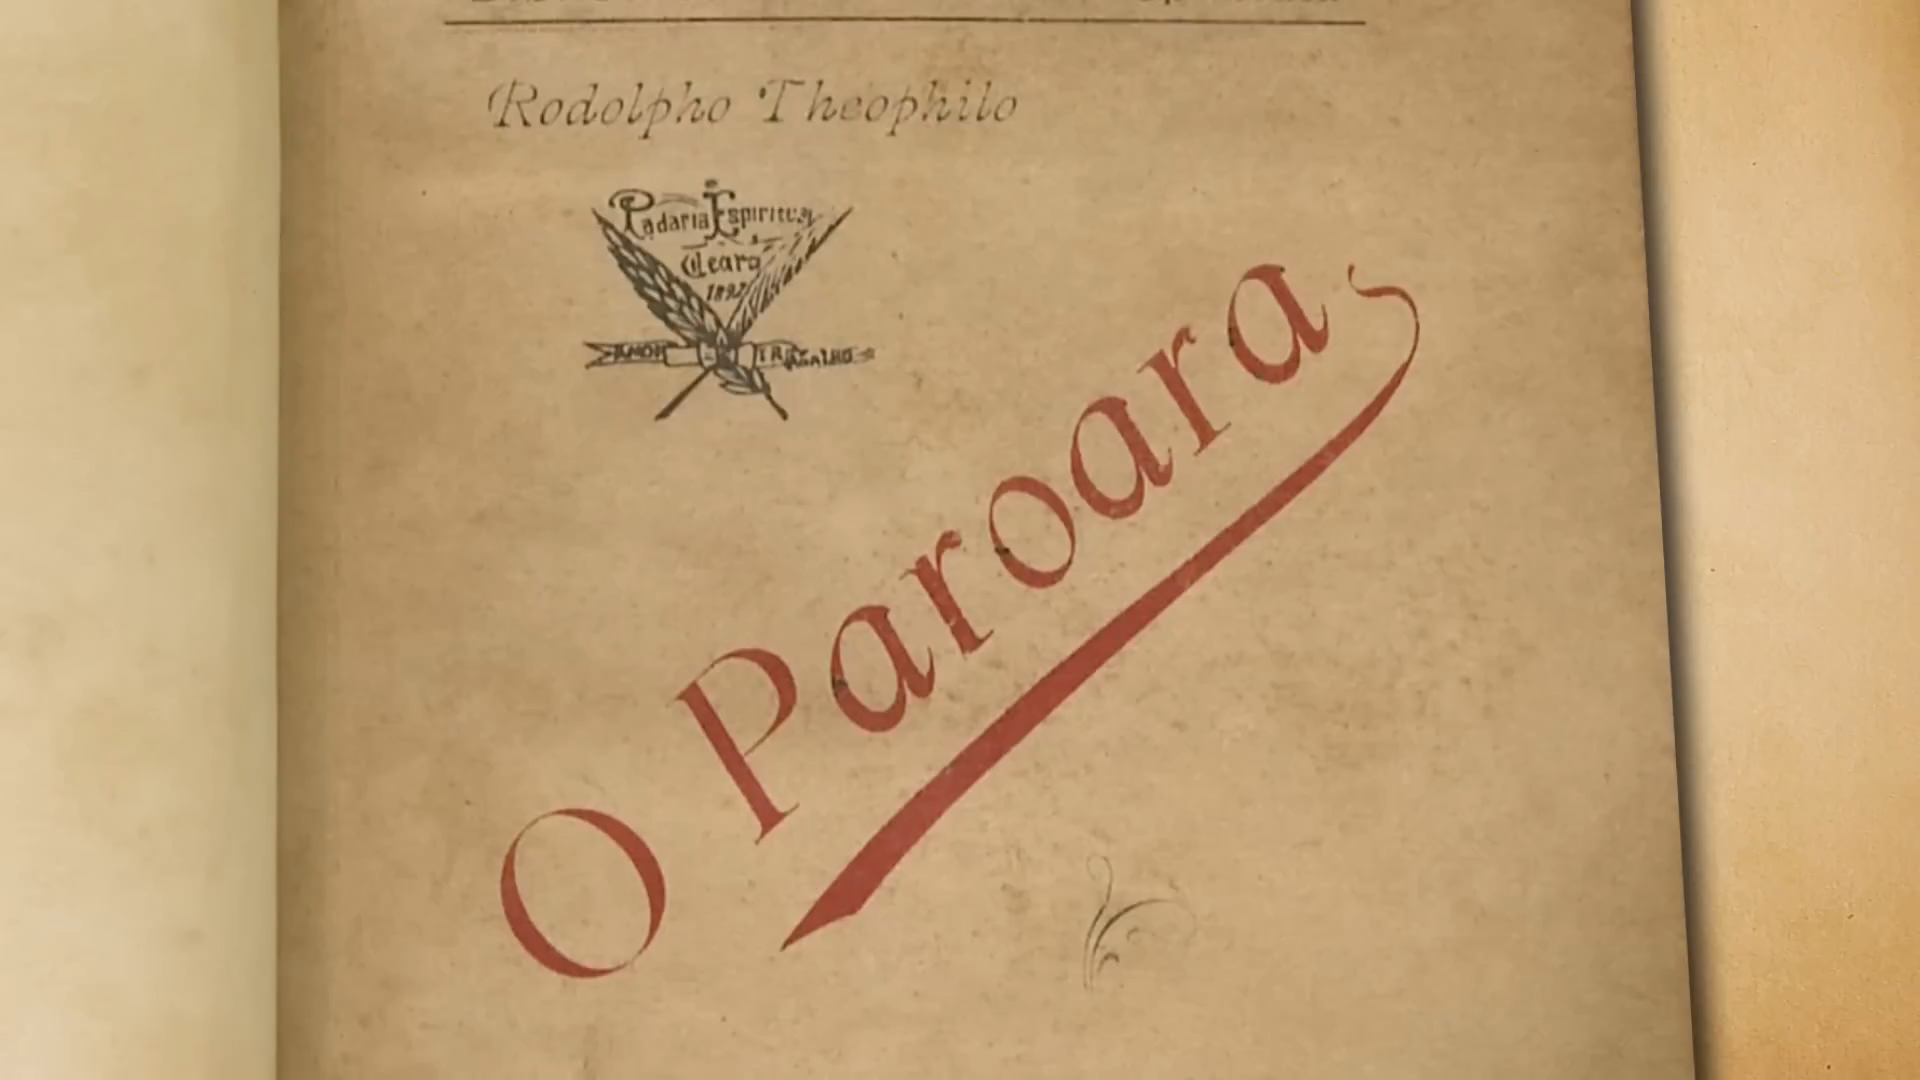 Rodolpho Theophilo
Padaria Espiritual
Ceará
1892
AMOR TRABALHO
O Paroara